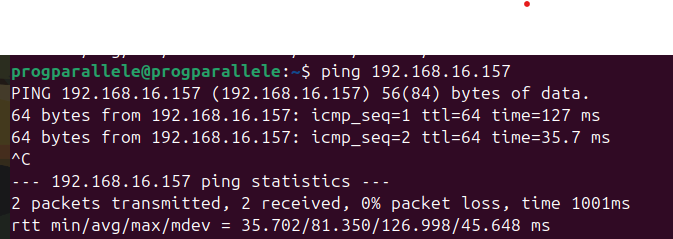 progparallele@progparallele:~$ ping 192.168.16.157
PING 192.168.16.157 (192.168.16.157) 56(84) bytes of data.
64 bytes from 192.168.16.157: icmp_seq=1 ttl=64 time=127 ms
64 bytes from 192.168.16.157: icmp_seq=2 ttl=64 time=35.7 ms
^C
--- 192.168.16.157 ping statistics ---
2 packets transmitted, 2 received, 0% packet loss, time 1001ms
rtt min/avg/max/mdev = 35.702/81.350/126.998/45.648 ms